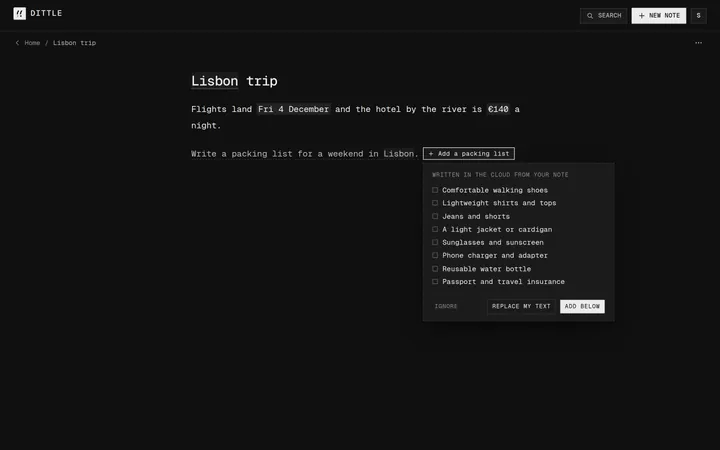 DITTLE
SEARCH
+ NEW NOTE
S
Home / Lisbon trip
Lisbon trip
Flights land Fri 4 December and the hotel by the river is €140 a
night.
Write a packing list for a weekend in Lisbon. + Add a packing list
WRITTEN IN THE CLOUD FROM YOUR NOTE
Comfortable walking shoes
Lightweight shirts and tops
Jeans and shorts
A light jacket or cardigan
Sunglasses and sunscreen
Phone charger and adapter
Reusable water bottle
Passport and travel insurance
IGNORE
REPLACE MY TEXT
ADD BELOW